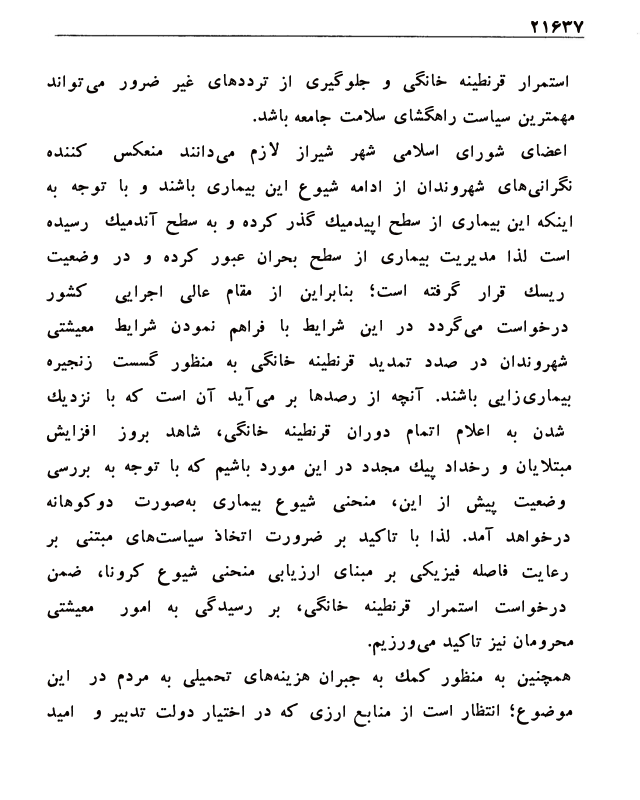 ۲۱۶۳۷
استمرار قرنطینه خانگی و جلوگیری از ترددهای غیر ضرور می‌تواند
مهمترین سیاست راهگشای سلامت جامعه باشد.
اعضای شورای اسلامی شهر شیراز لازم می‌دانند منعکس کننده
نگرانی‌های شهروندان از ادامه شیوع این بیماری باشند و با توجه به
اینکه این بیماری از سطح اپیدمیك گذر کرده و به سطح آندمیك رسیده
است لذا مدیریت بیماری از سطح بحران عبور کرده و در وضعیت
ریسك قرار گرفته است؛ بنابراین از مقام عالی اجرایی کشور
درخواست می‌گردد در این شرایط با فراهم نمودن شرایط معیشتی
شهروندان در صدد تمدید قرنطینه خانگی به منظور گسست زنجیره
بیماری‌زایی باشند. آنچه از رصدها بر می‌آید آن است که با نزدیك
شدن به اعلام اتمام دوران قرنطینه خانگی، شاهد بروز افزایش
مبتلایان و رخداد پیك مجدد در این مورد باشیم که با توجه به بررسی
وضعیت پیش از این، منحنی شیوع بیماری به‌صورت دوکوهانه
درخواهد آمد. لذا با تاکید بر ضرورت اتخاذ سیاست‌های مبتنی بر
رعایت فاصله فیزیکی بر مبنای ارزیابی منحنی شیوع کرونا، ضمن
درخواست استمرار قرنطینه خانگی، بر رسیدگی به امور معیشتی
محرومان نیز تاکید می‌ورزیم.
همچنین به منظور کمك به جبران هزینه‌های تحمیلی به مردم در این
موضوع؛ انتظار است از منابع ارزی که در اختیار دولت تدبیر و امید